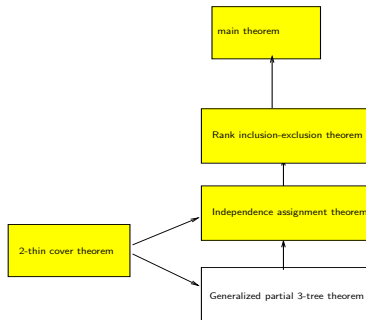 main theorem
Rank inclusion-exclusion theorem
Independence assignment theorem
2-thin cover theorem
Generalized partial 3-tree theorem